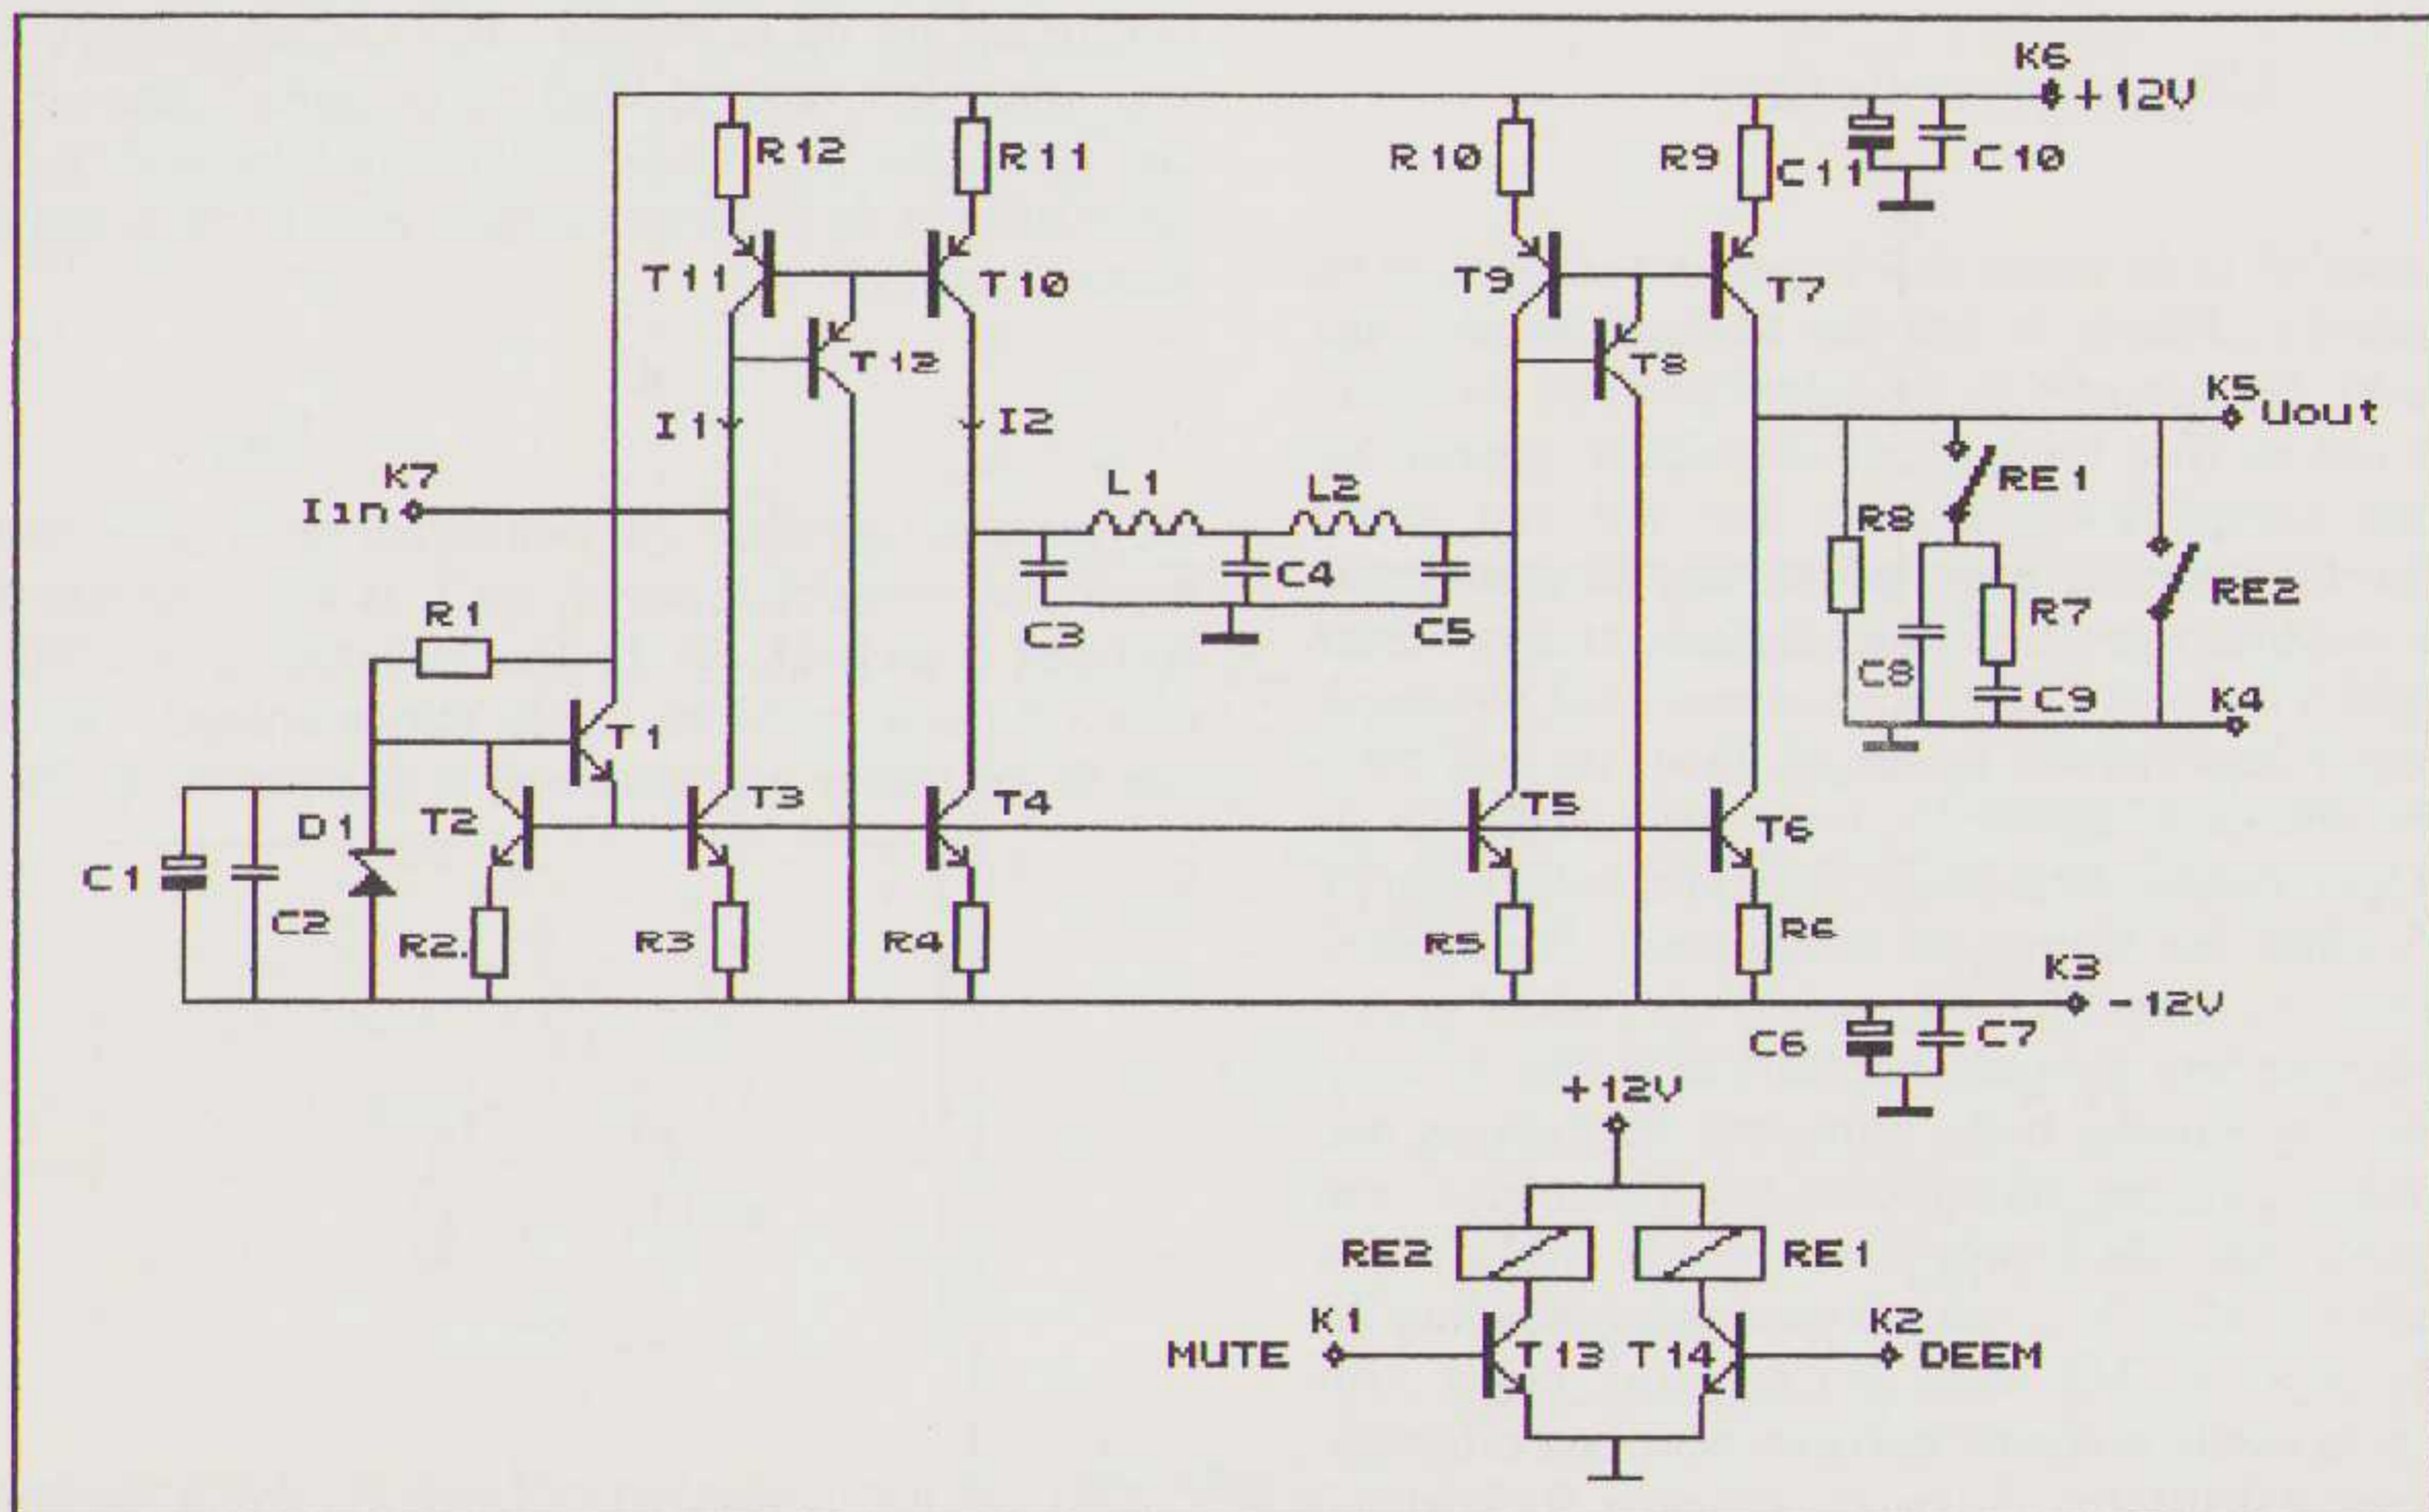 K6
+12V
R12
R11
R10
R9
C11
C10
T11
T10
T9
T7
T12
T8
I1
I2
K5
Uout
K7
Iin
L1
L2
RE1
R8
C4
RE2
R1
C3
C5
R7
C8
C9
K4
T1
D1
T2
T3
T4
T5
T6
C1
C2
R2.
R3
R4
R5
R6
K3
-12V
C6
C7
+12V
RE2
RE1
K1
K2
MUTE
T13
T14
DEEM